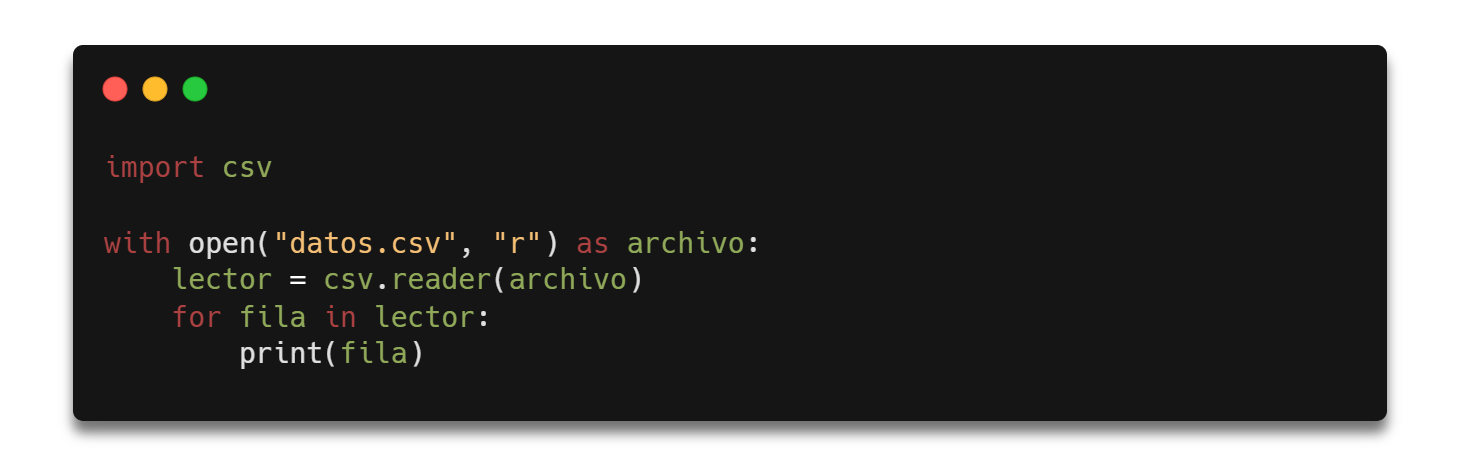 import csv

with open("datos.csv", "r") as archivo:
    lector = csv.reader(archivo)
    for fila in lector:
        print(fila)